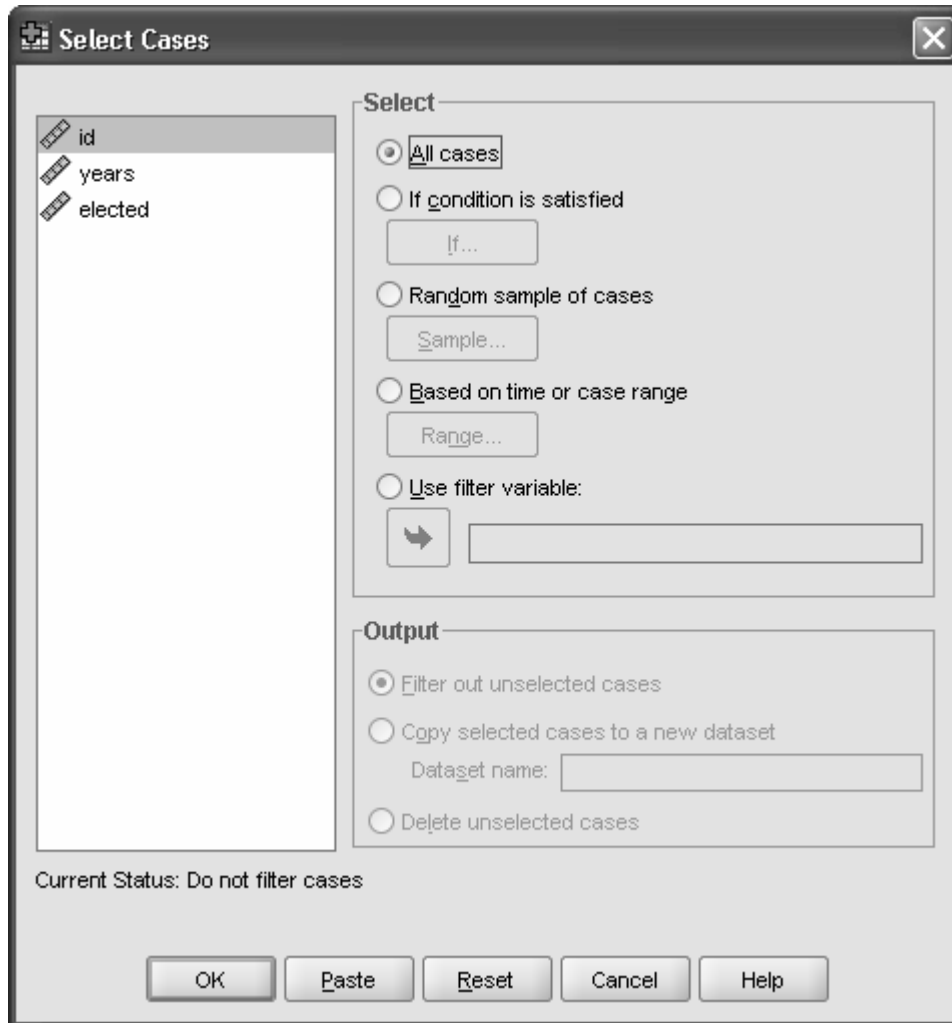 Select Cases
id
years
elected
Select
All cases
If condition is satisfied
If...
Random sample of cases
Sample...
Based on time or case range
Range...
Use filter variable:
Output
Filter out unselected cases
Copy selected cases to a new dataset
Dataset name:
Delete unselected cases
Current Status: Do not filter cases
OK
Paste
Reset
Cancel
Help